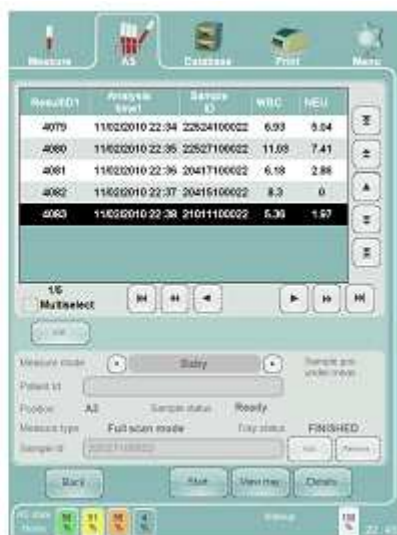 Measure AS Database Print Menu
ResultID1 Analysis time1 Sample ID WBC NEU
4079 11/02/2010 22:34 22524100022 6.93 5.04
4080 11/02/2010 22:35 22527100022 11.03 7.41
4081 11/02/2010 22:36 20417100022 6.18 2.86
4082 11/02/2010 22:37 20415100022 8.3 0
4083 11/02/2010 22:38 21011100022 5.36 1.97
1/6
Multiselect
Measure mode Baby
Patient Id
Position A3 Sample status Ready
Measure type Full scan mode Tray status FINISHED
Sample Id
Back Start View tray Details